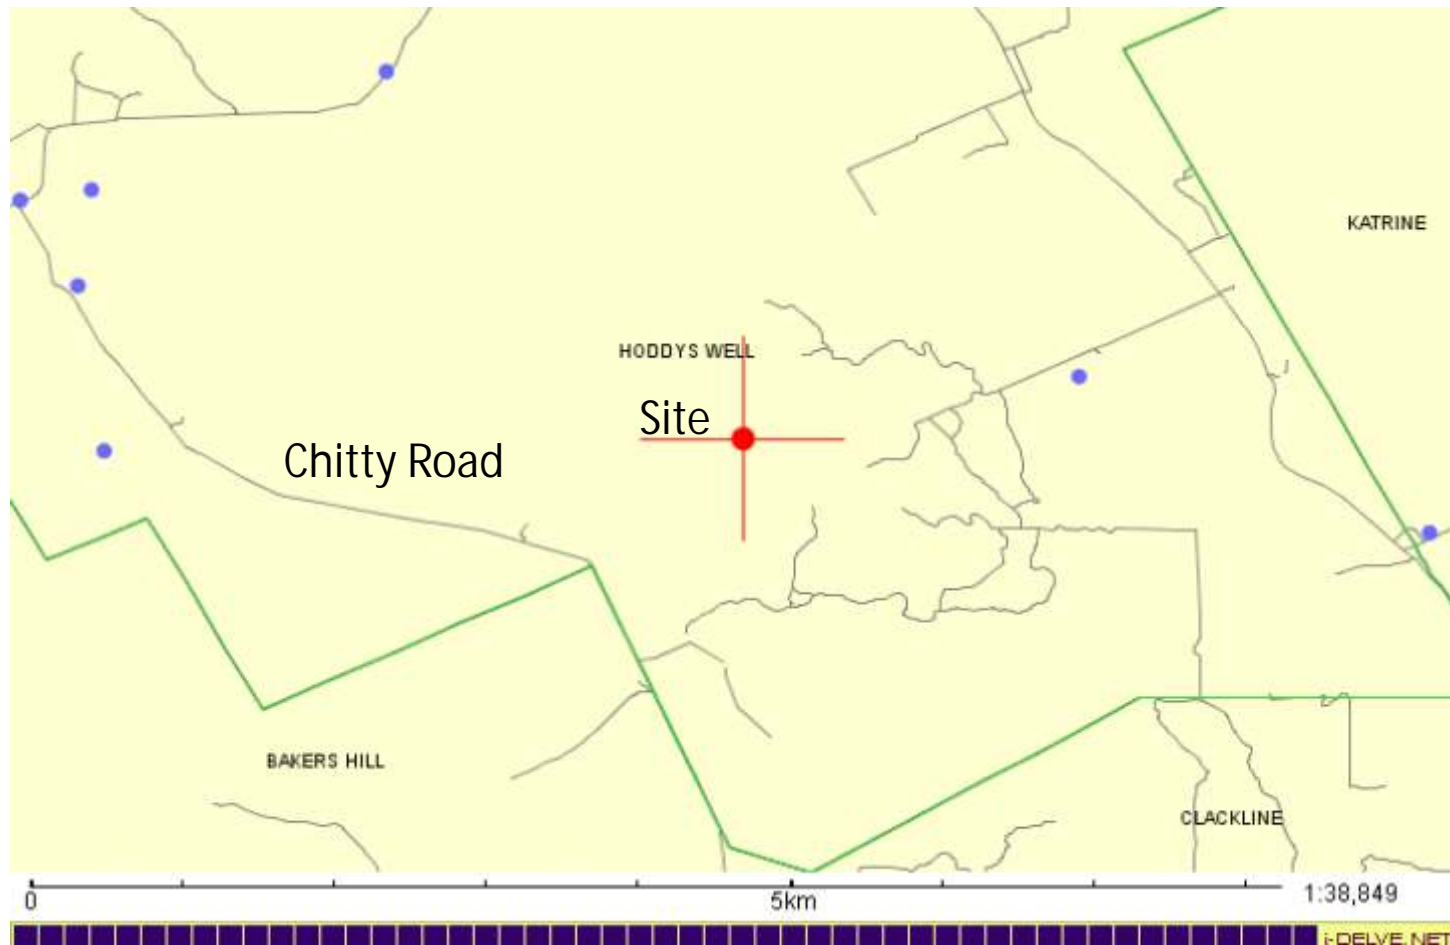 KATRINE
HODDYS WELL
Site
Chitty Road
BAKERS HILL
CLACKLINE
0 5km 1:38,849
i-DELVE.NET